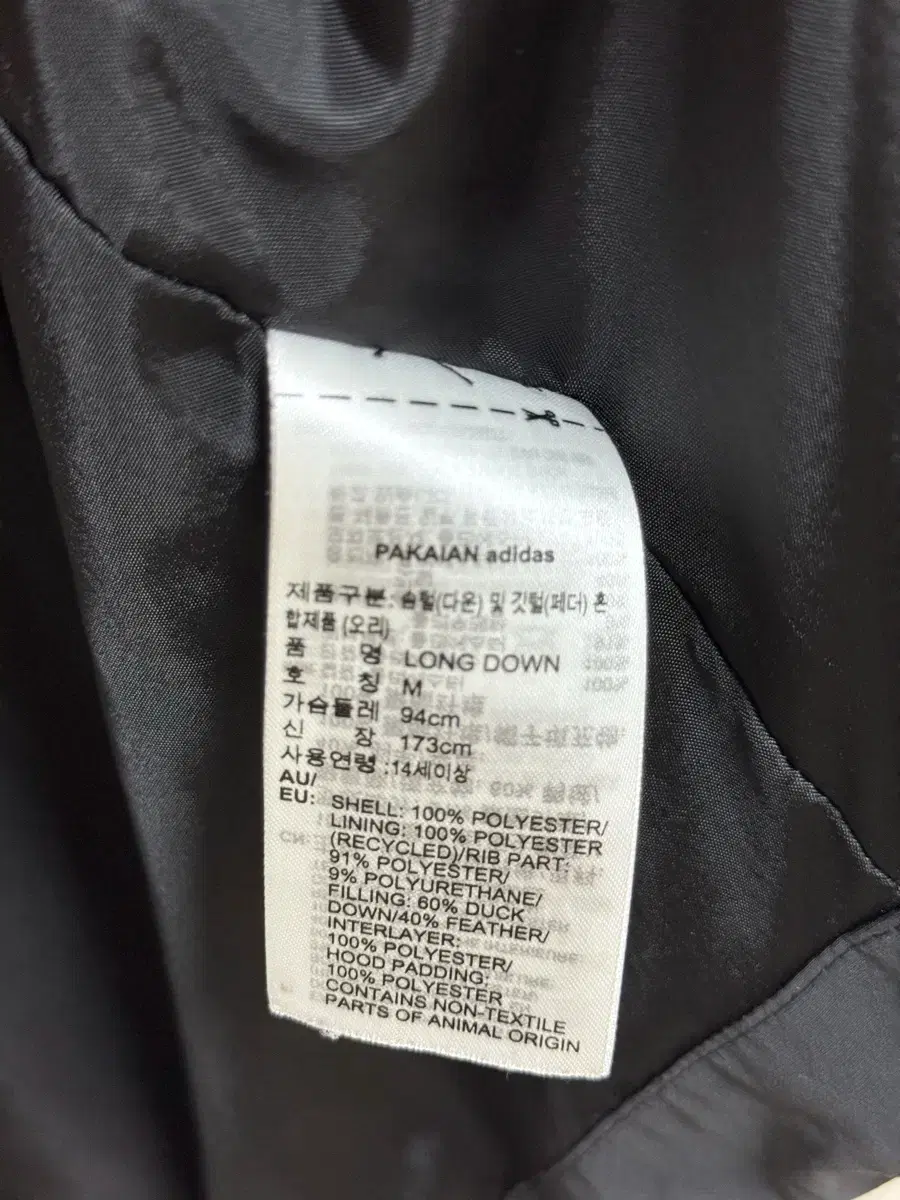 PAKAIAN adidas
제품구분: 솜털(다운) 및 깃털(페더) 혼
합제품 (오리)
품 명 LONG DOWN
호 칭 M
가슴둘레 94cm
신 장 173cm
사용연령 :14세이상
AU/
EU: SHELL: 100% POLYESTER/
LINING: 100% POLYESTER
(RECYCLED)/RIB PART:
91% POLYESTER/
9% POLYURETHANE/
FILLING: 60% DUCK
DOWN/40% FEATHER/
INTERLAYER:
100% POLYESTER/
HOOD PADDING:
100% POLYESTER
CONTAINS NON-TEXTILE
PARTS OF ANIMAL ORIGIN